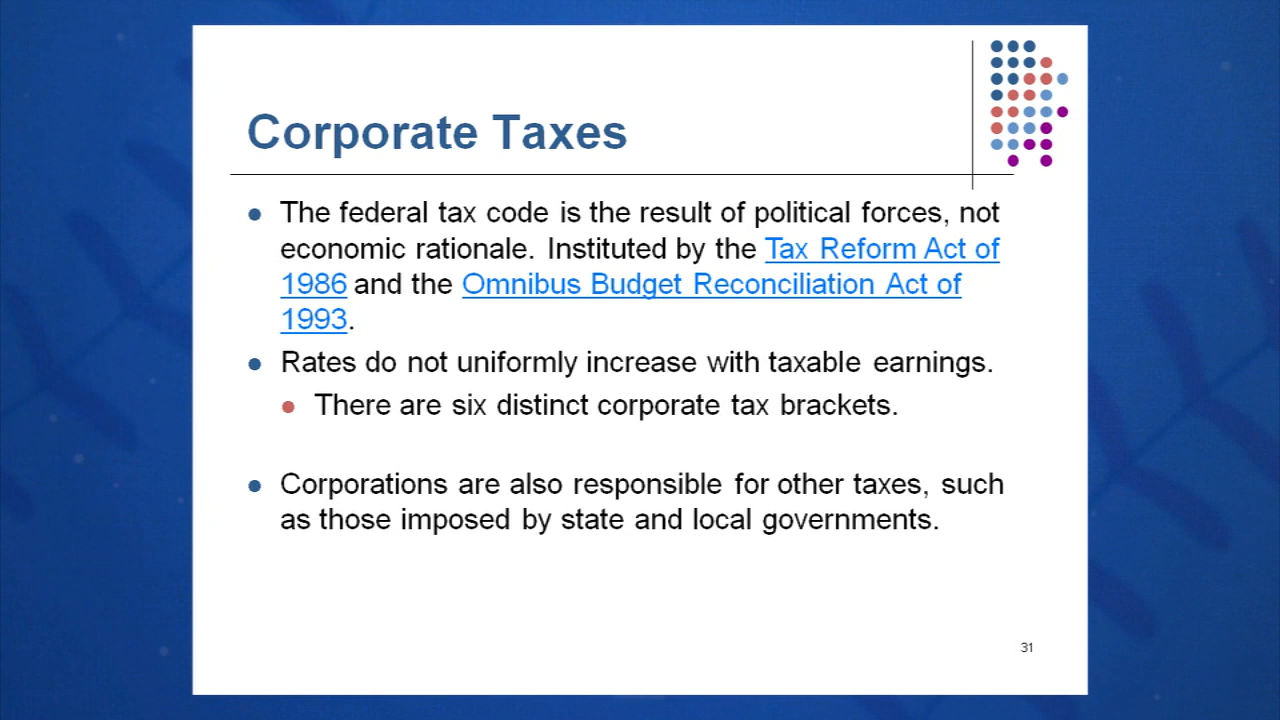 Corporate Taxes
The federal tax code is the result of political forces, not
economic rationale. Instituted by the Tax Reform Act of
1986 and the Omnibus Budget Reconciliation Act of
1993.
Rates do not uniformly increase with taxable earnings.
There are six distinct corporate tax brackets.
Corporations are also responsible for other taxes, such
as those imposed by state and local governments.
31